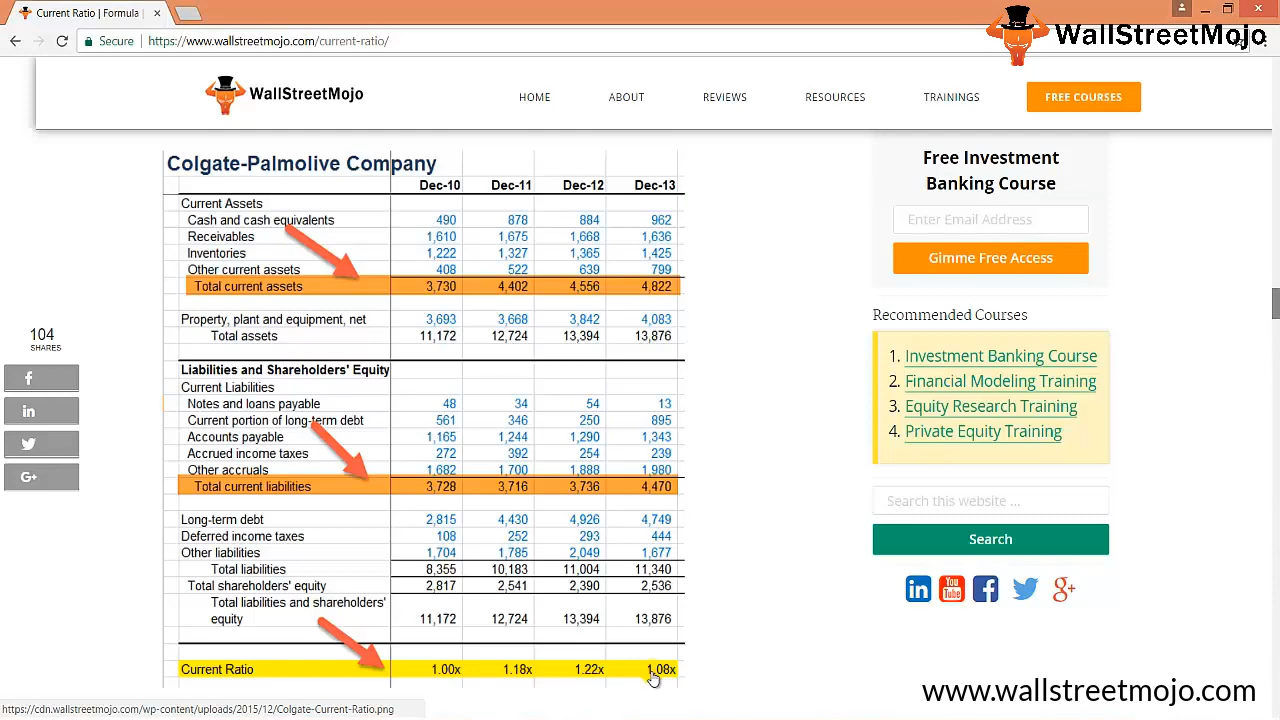 Current Ratio | Formula
Secure https://www.wallstreetmojo.com/current-ratio/
WallStreetMojo
WallStreetMojo HOME ABOUT REVIEWS RESOURCES TRAININGS FREE COURSES
Colgate-Palmolive Company
Dec-10 Dec-11 Dec-12 Dec-13
Current Assets
Cash and cash equivalents 490 878 884 962
Receivables 1,610 1,675 1,668 1,636
Inventories 1,222 1,327 1,365 1,425
Other current assets 408 522 639 799
Total current assets 3,730 4,402 4,556 4,822
Property, plant and equipment, net 3,693 3,668 3,842 4,083
Total assets 11,172 12,724 13,394 13,876
Liabilities and Shareholders' Equity
Current Liabilities
Notes and loans payable 48 34 54 13
Current portion of long-term debt 561 346 250 895
Accounts payable 1,165 1,244 1,290 1,343
Accrued income taxes 272 392 254 239
Other accruals 1,682 1,700 1,888 1,980
Total current liabilities 3,728 3,716 3,736 4,470
Long-term debt 2,815 4,430 4,926 4,749
Deferred income taxes 108 252 293 444
Other liabilities 1,704 1,785 2,049 1,677
Total liabilities 8,355 10,183 11,004 11,340
Total shareholders' equity 2,817 2,541 2,390 2,536
Total liabilities and shareholders'
equity 11,172 12,724 13,394 13,876
Current Ratio 1.00x 1.18x 1.22x 1.08x
104
SHARES
f
in
G+
Free Investment
Banking Course
Enter Email Address
Gimme Free Access
Recommended Courses
1. Investment Banking Course
2. Financial Modeling Training
3. Equity Research Training
4. Private Equity Training
Search this website ...
Search
in You Tube f g+
https://cdn.wallstreetmojo.com/wp-content/uploads/2015/12/Colgate-Current-Ratio.png
www.wallstreetmojo.com